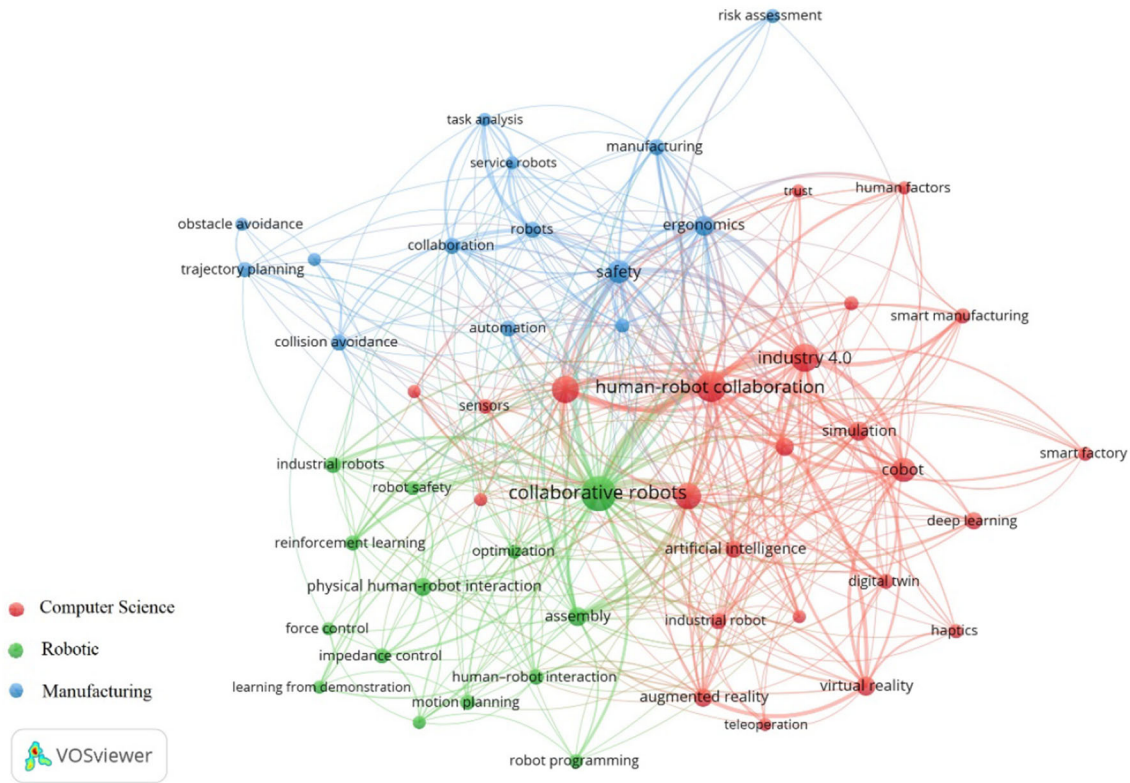 risk assessment
task analysis
manufacturing
service robots
trust
human factors
obstacle avoidance
robots
ergonomics
collaboration
trajectory planning
safety
smart manufacturing
automation
collision avoidance
industry 4.0
human-robot collaboration
sensors
simulation
smart factory
industrial robots
cobot
robot safety
collaborative robots
deep learning
reinforcement learning
optimization
artificial intelligence
physical human-robot interaction
digital twin
Computer Science
assembly
industrial robot
force control
haptics
Robotic
impedance control
human–robot interaction
learning from demonstration
virtual reality
Manufacturing
motion planning
augmented reality
teleoperation
VOSviewer
robot programming